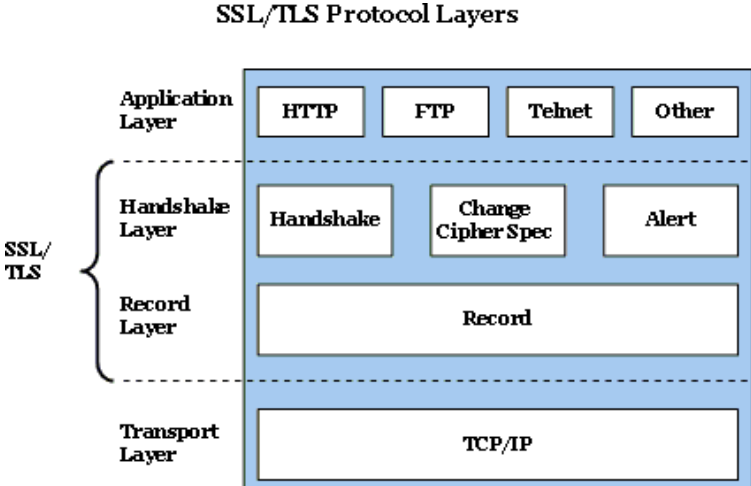 SSL/TLS Protocol Layers
Application
Layer
HTTP
FTP
Telnet
Other
Handshake
Layer
Handshake
Change
Cipher Spec
Alert
SSL/
TLS
Record
Layer
Record
Transport
Layer
TCP/IP